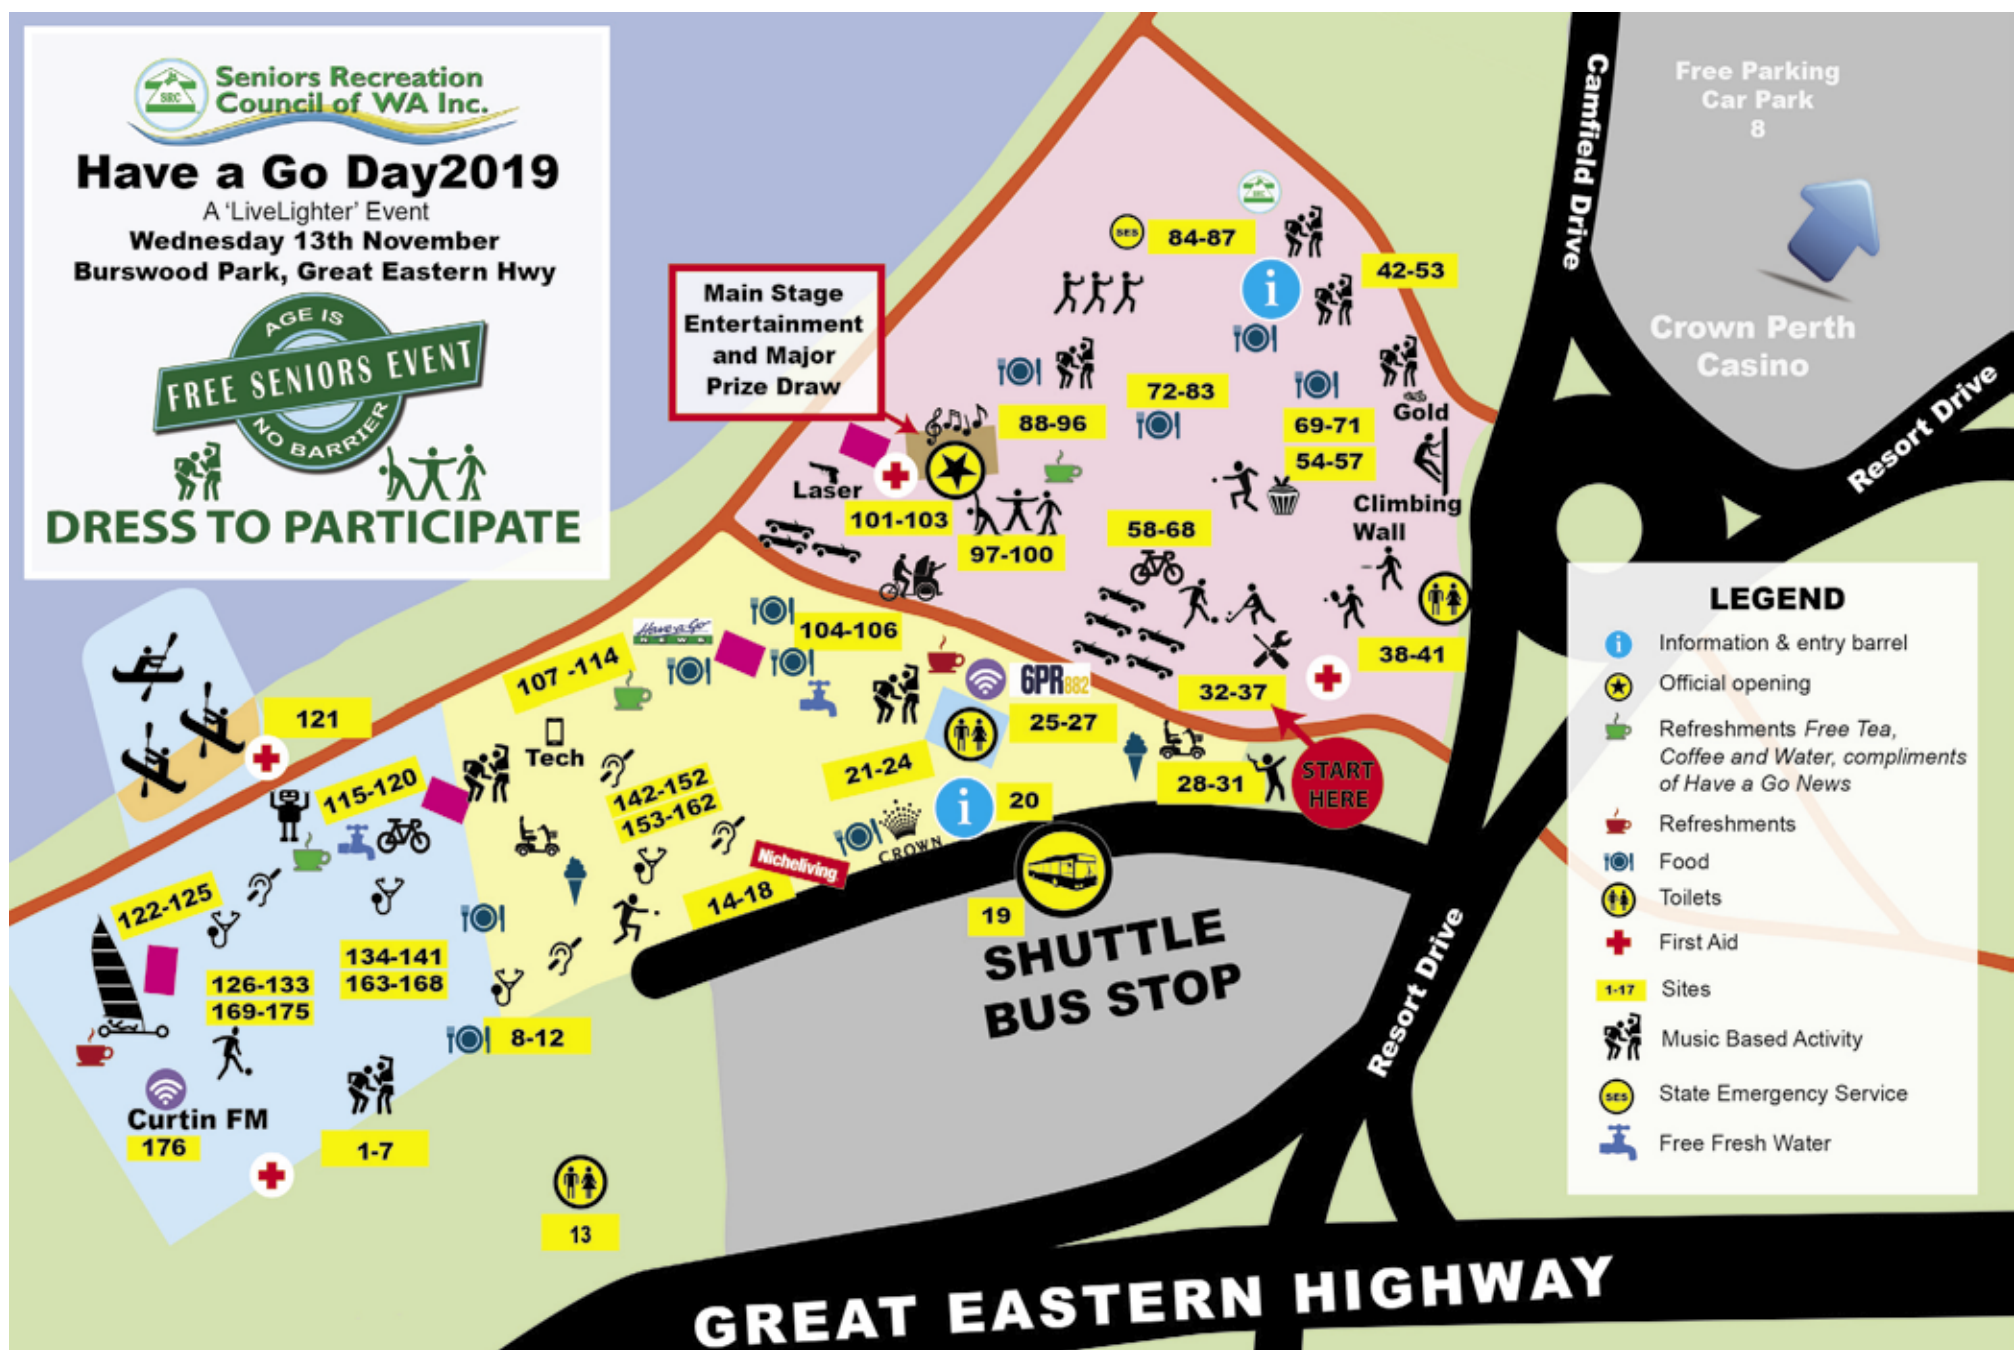 SRC
Seniors Recreation
Council of WA Inc.
Have a Go Day2019
A ‘LiveLighter’ Event
Wednesday 13th November
Burswood Park, Great Eastern Hwy
AGE IS
FREE SENIORS EVENT
NO BARRIER
DRESS TO PARTICIPATE
Main Stage
Entertainment
and Major
Prize Draw
Camfield Drive
Free Parking
Car Park
8
Crown Perth
Casino
Resort Drive
SRC
SES
84-87
42-53
72-83
88-96
69-71
54-57
Gold
Climbing
Wall
Laser
101-103
97-100
58-68
38-41
32-37
START
HERE
104-106
Have a Go
NEWS
107 -114
6PR882
25-27
21-24
28-31
20
Tech
142-152
153-162
CROWN
Nicheliving
14-18
19
SHUTTLE
BUS STOP
121
115-120
122-125
134-141
163-168
126-133
169-175
8-12
Curtin FM
176
1-7
13
Resort Drive
GREAT EASTERN HIGHWAY
LEGEND
Information & entry barrel
Official opening
Refreshments Free Tea,
Coffee and Water, compliments
of Have a Go News
Refreshments
Food
Toilets
First Aid
1-17 Sites
Music Based Activity
SES State Emergency Service
Free Fresh Water